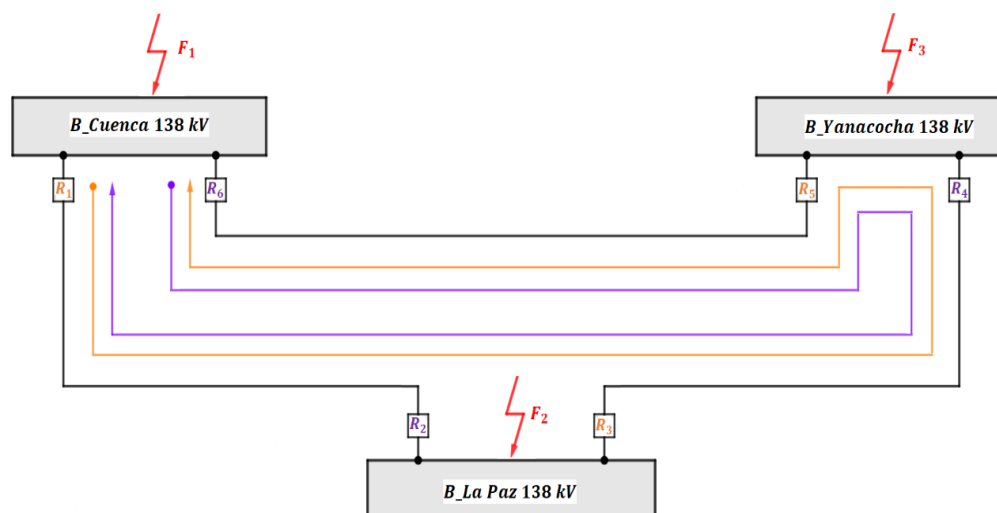 F₁
F₃
B_Cuenca 138 kV
B_Yanacocha 138 kV
R₁
R₆
R₅
R₄
F₂
R₂
R₃
B_La Paz 138 kV